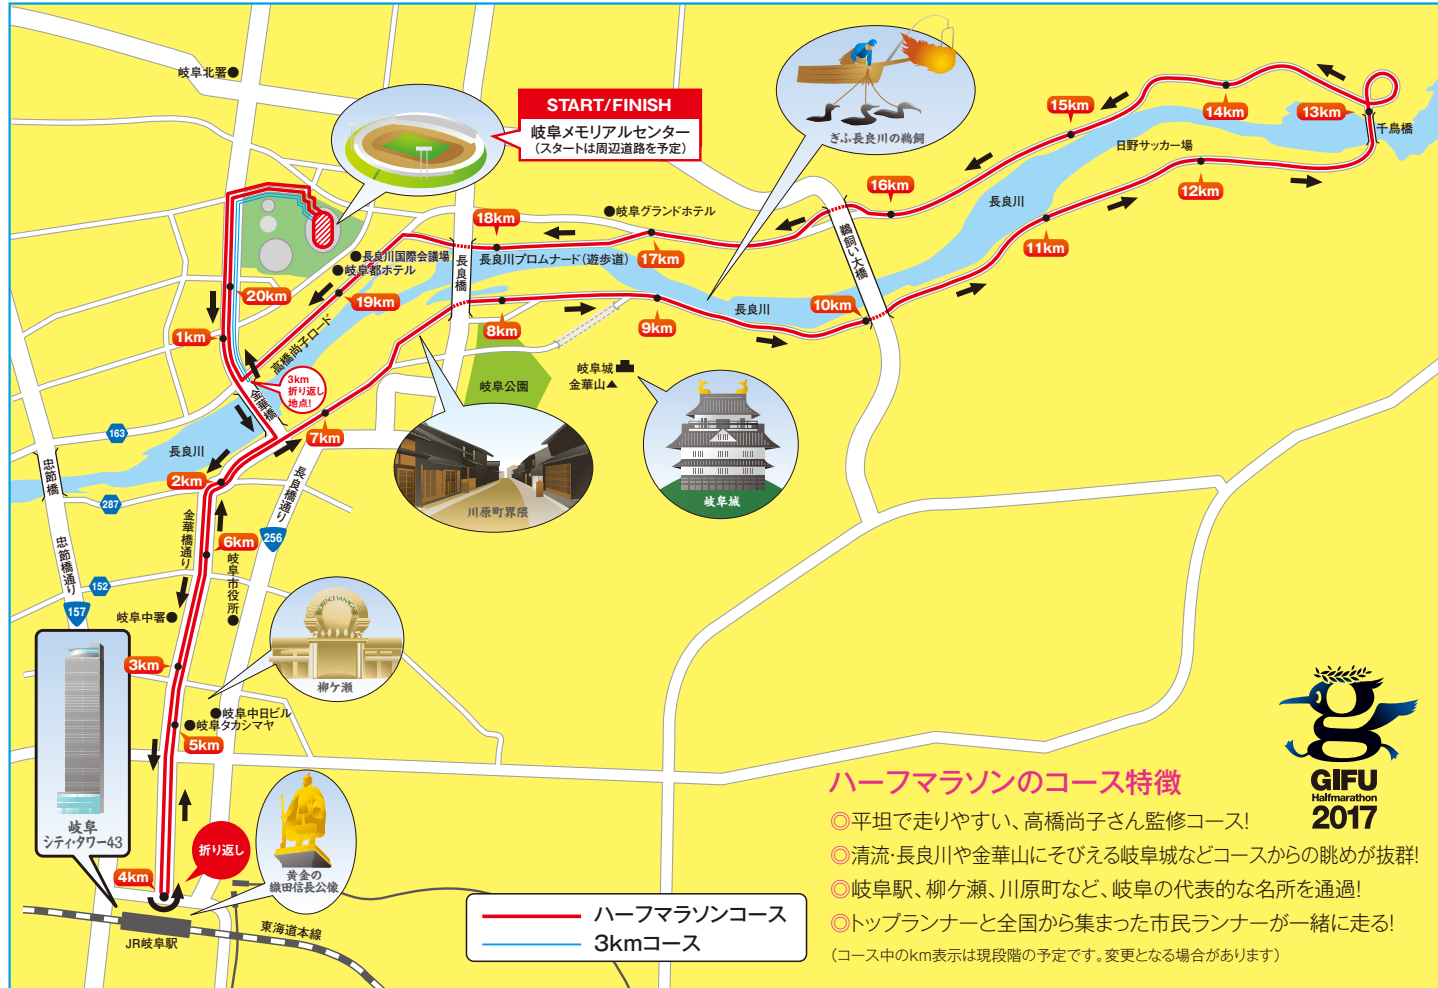 岐阜北署●
START/FINISH
岐阜メモリアルセンター
(スタートは周辺道路を予定)
ぎふ長良川の鵜飼
15km
14km
13km
千鳥橋
日野サッカー場
12km
16km
長良川
11km
●岐阜グランドホテル
18km
17km
鵜飼い大橋
●長良川国際会議場
●岐阜都ホテル
長良橋
長良川プロムナード(遊歩道)
20km
19km
1km
高橋尚子ロード
8km
9km
長良川
10km
3km
折り返し
地点!
金華橋
岐阜公園
岐阜城
金華山▲
7km
163
長良川
忠節橋
2km
287
長良橋通り
川原町界隈
岐阜城
金華橋通り
6km
256
忠節橋通り
152
157
岐阜市役所●
岐阜中署●
FLORENCE YANAGASE
柳ケ瀬
3km
●岐阜中日ビル
●岐阜タカシマヤ
5km
岐阜
シティ・タワー43
折り返し
4km
黄金の
織田信長公像
JR岐阜駅
東海道本線
ハーフマラソンコース
3kmコース
g
GIFU
Halfmarathon
2017
ハーフマラソンのコース特徴
◎平坦で走りやすい、高橋尚子さん監修コース!
◎清流・長良川や金華山にそびえる岐阜城などコースからの眺めが抜群!
◎岐阜駅、柳ケ瀬、川原町など、岐阜の代表的な名所を通過!
◎トップランナーと全国から集まった市民ランナーが一緒に走る!
(コース中のkm表示は現段階の予定です。変更となる場合があります)